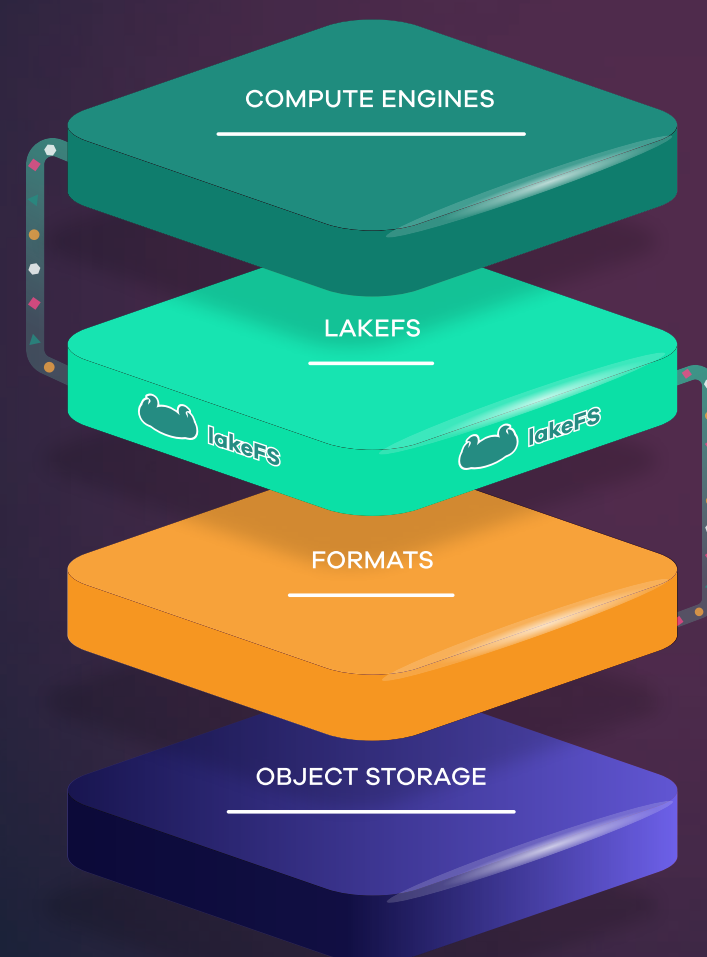 COMPUTE ENGINES
LAKEFS
lakeFS
lakeFS
FORMATS
OBJECT STORAGE